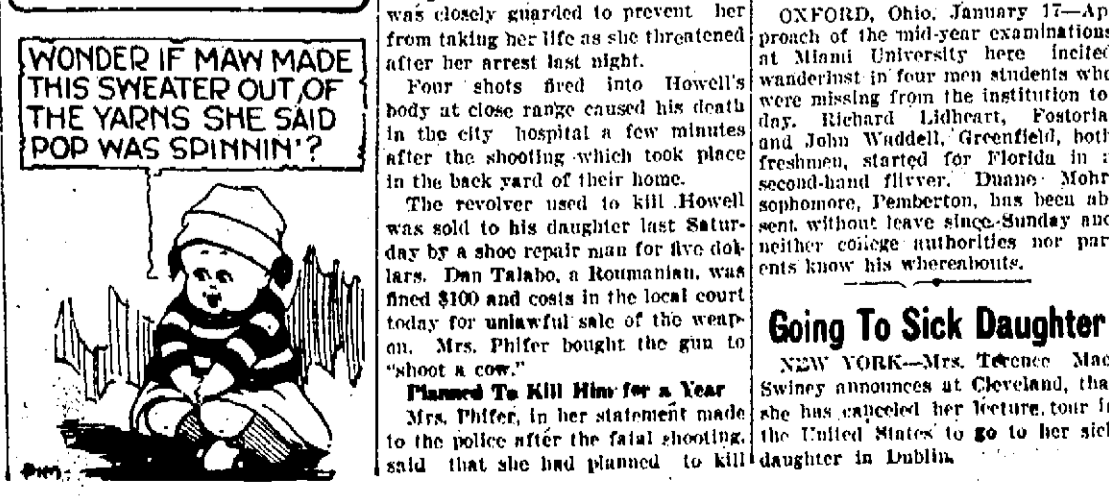 WONDER IF MAW MADE
THIS SWEATER OUT OF
THE YARNS SHE SAID
POP WAS SPINNIN'?
was closely guarded to prevent her
from taking her life as she threatened
after her arrest last night.
Four shots fired into Howell's
body at close range caused his death
in the city hospital a few minutes
after the shooting which took place
in the back yard of their home.
The revolver used to kill Howell
was sold to his daughter last Satur-
day by a shoe repair man for five dol-
lars. Dan Talabo, a Roumanian, was
fined $100 and costs in the local court
today for unlawful sale of the weap-
on. Mrs. Phifer bought the gun to
"shoot a cow."
Planned To Kill Him for a Year
Mrs. Phifer, in her statement made
to the police after the fatal shooting,
said that she had planned to kill
OXFORD, Ohio, January 17—Ap
proach of the mid-year examinations
at Miami University here incited
wanderlust in four men students who
were missing from the institution to-
day. Richard Lidheart, Fostoria
and John Waddell, Greenfield, both
freshmen, started for Florida in a
second-hand flivver. Duane Mohr
sophomore, Pemberton, has been ab
sent without leave since Sunday and
neither college authorities nor par
ents know his whereabouts.
Going To Sick Daughter
NEW YORK—Mrs. Terence Mac
Swiney announces at Cleveland, tha
she has canceled her lecture tour in
the United States to go to her sick
daughter in Dublin.